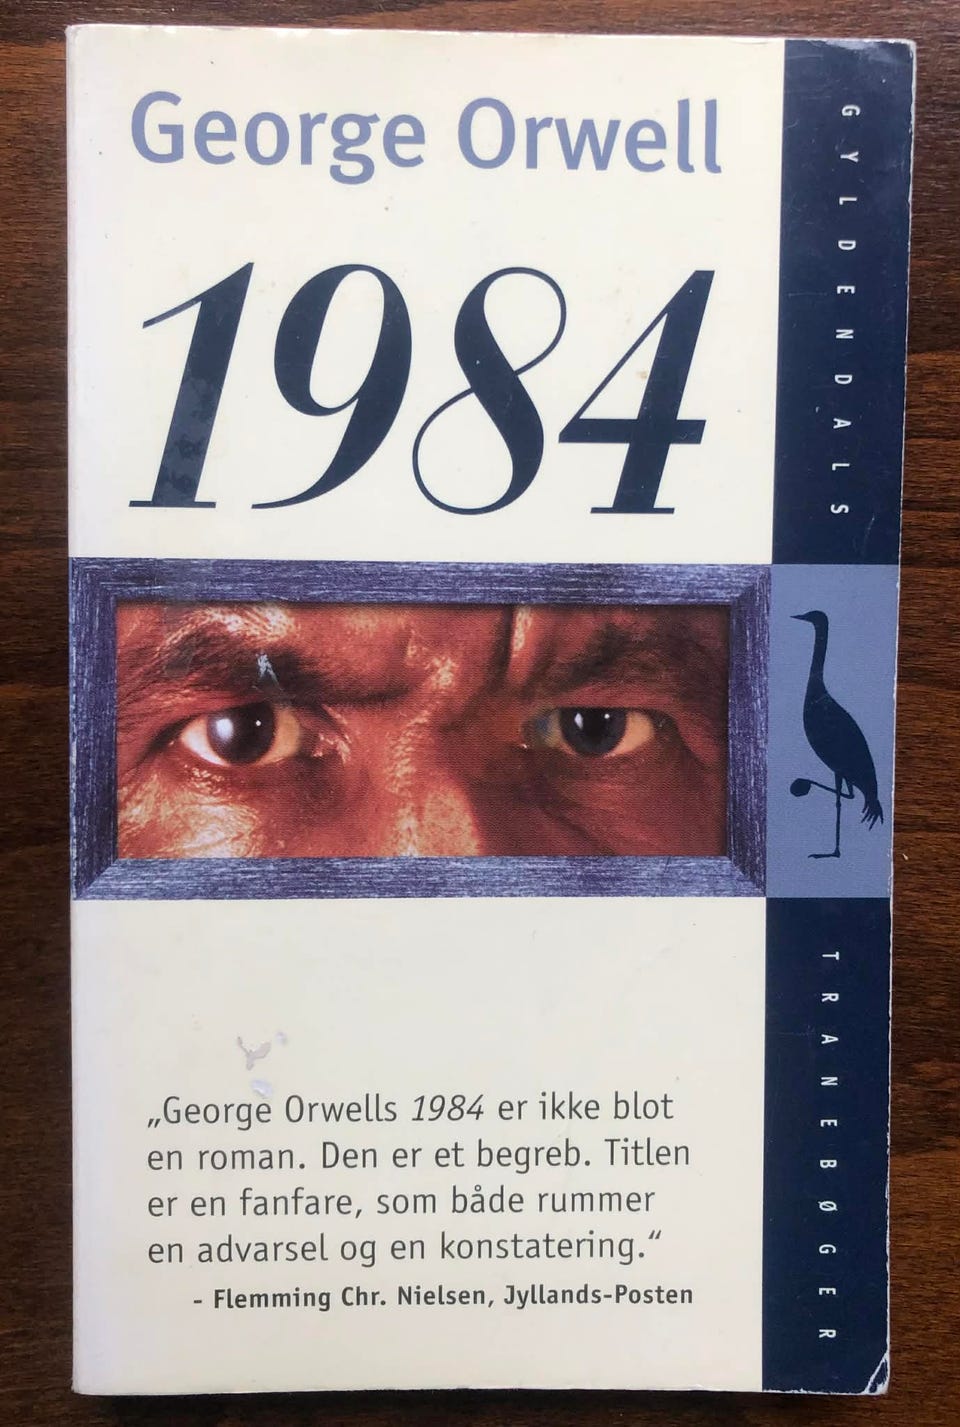 George Orwell
1984
„George Orwells 1984 er ikke blot
en roman. Den er et begreb. Titlen
er en fanfare, som både rummer
en advarsel og en konstatering.“
- Flemming Chr. Nielsen, Jyllands-Posten
GYLDENDALS
TRANEBØGER